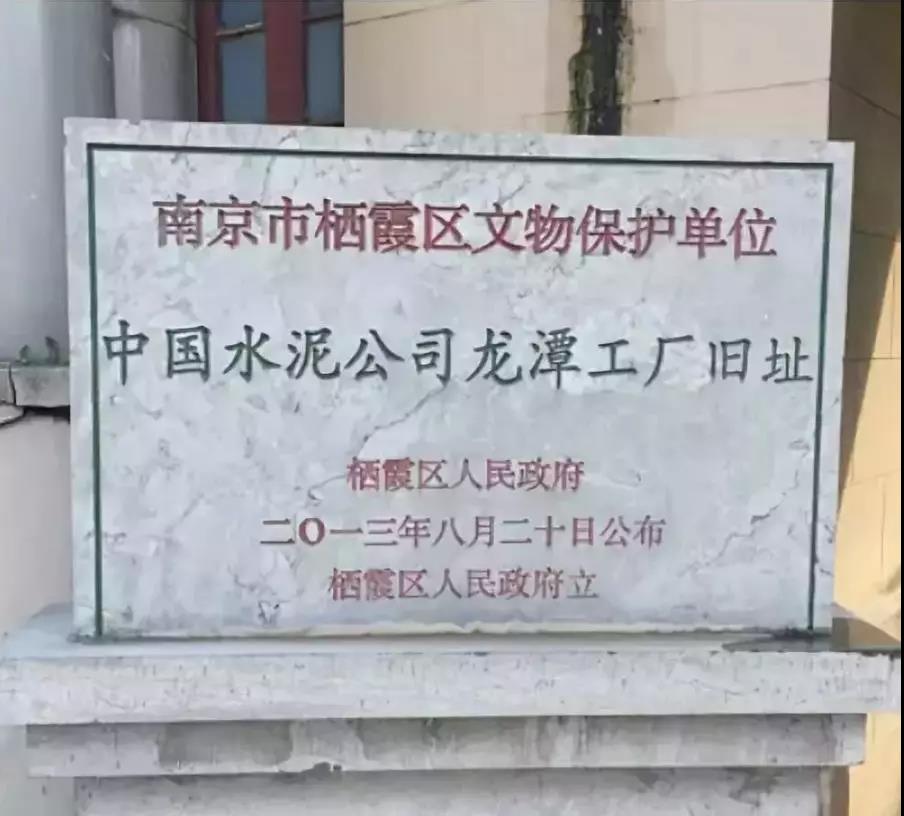 南京市栖霞区文物保护单位
中国水泥公司龙潭工厂旧址
栖霞区人民政府
二〇一三年八月二十日公布
栖霞区人民政府立